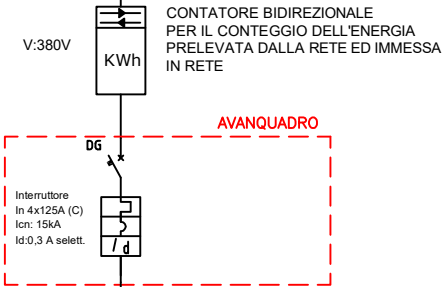 CONTATORE BIDIREZIONALE
PER IL CONTEGGIO DELL'ENERGIA
PRELEVATA DALLA RETE ED IMMESSA
IN RETE
V:380V
KWh
AVANQUADRO
DG
Interruttore
In 4x125A (C)
Icn: 15kA
Id:0,3 A selett.
I d